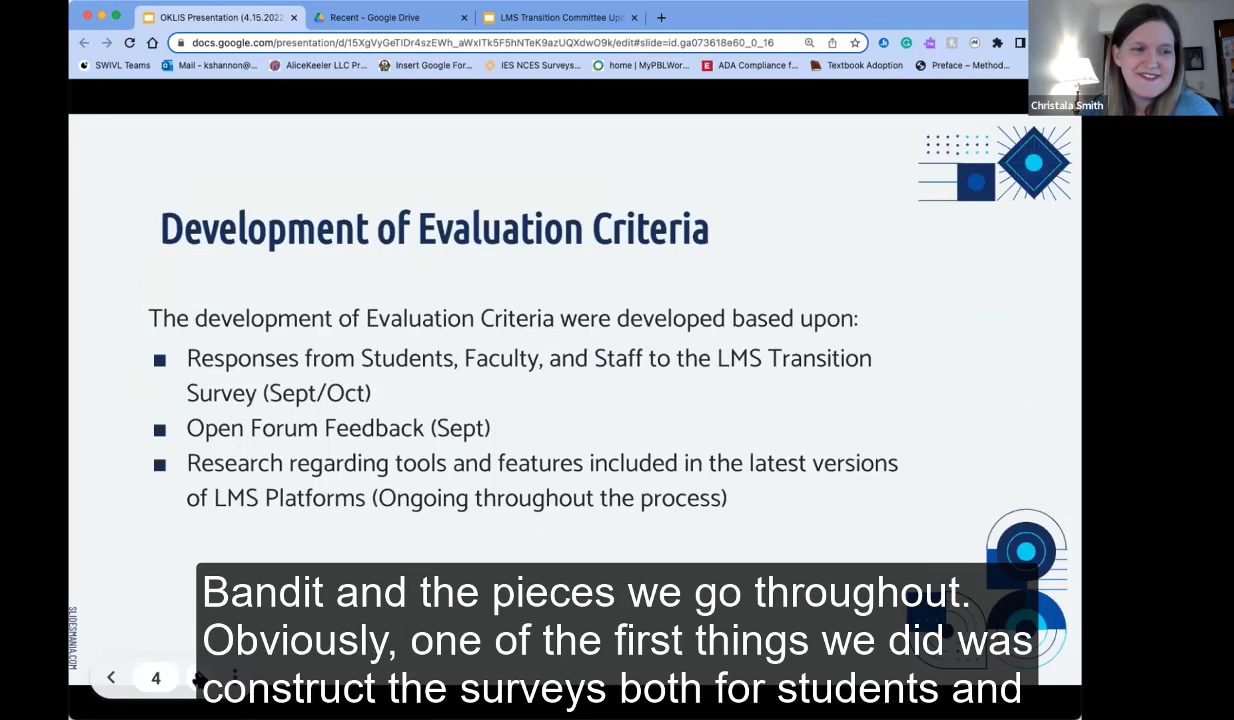 OKLIS Presentation (4.15.2022
Recent - Google Drive
LMS Transition Committee Upd
docs.google.com/presentation/d/15XgVyGeTIDr4szEWh_aWxITk5F5hNTeK9azUQXdwO9k/edit#slide=id.ga073618e60_0_16
SWIVL Teams
Mail - kshannon@...
AliceKeeler LLC Pr...
Insert Google For...
IES NCES Surveys...
home | MyPBLWor...
ADA Compliance f...
Textbook Adoption
Preface – Method...
Christala Smith
Development of Evaluation Criteria
The development of Evaluation Criteria were developed based upon:
Responses from Students, Faculty, and Staff to the LMS Transition
Survey (Sept/Oct)
Open Forum Feedback (Sept)
Research regarding tools and features included in the latest versions
of LMS Platforms (Ongoing throughout the process)
SLIDESMANIA.COM
4
Bandit and the pieces we go throughout.
Obviously, one of the first things we did was
construct the surveys both for students and